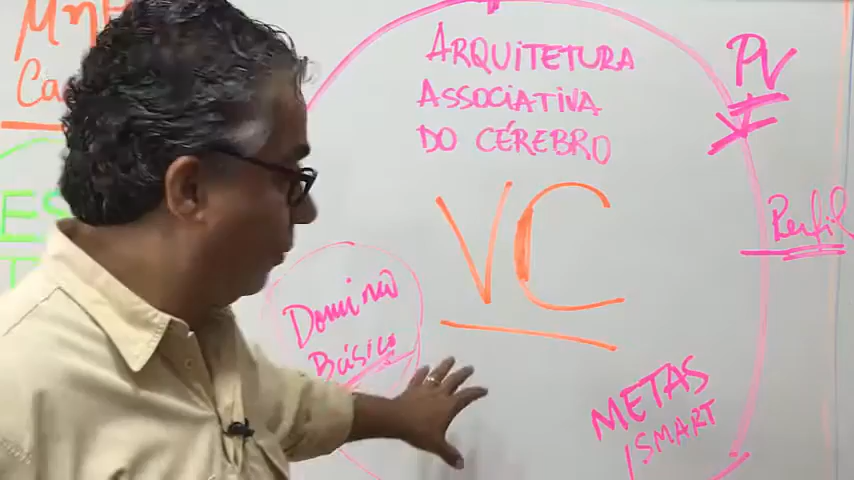 ARQUITETURA
ASSOCIATIVA
DO CÉREBRO
PV
Perfil
VC
Domínio
Básico
METAS
SMART